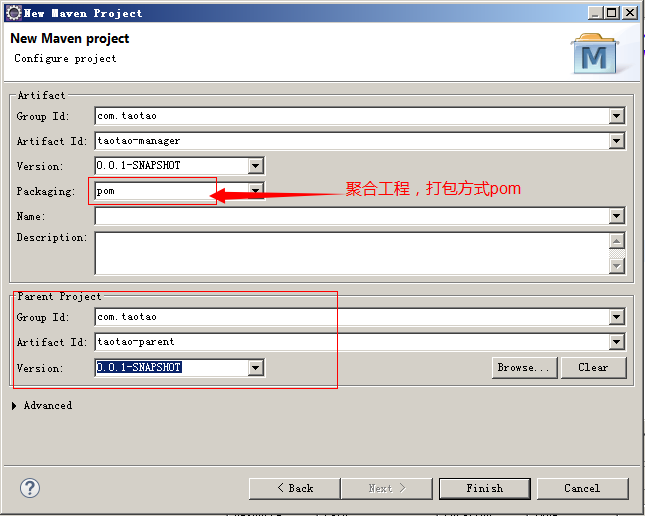 New Maven Project
New Maven project
Configure project
M
Artifact
Group Id: com.taotao
Artifact Id: taotao-manager
Version: 0.0.1-SNAPSHOT
Packaging: pom
聚合工程，打包方式pom
Name:
Description:
Parent Project
Group Id: com.taotao
Artifact Id: taotao-parent
Version: 0.0.1-SNAPSHOT Browse... Clear
Advanced
? < Back Next > Finish Cancel